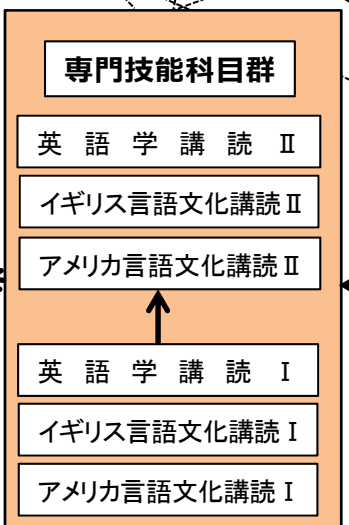 専門技能科目群
英語学講読Ⅱ
イギリス言語文化講読Ⅱ
アメリカ言語文化講読Ⅱ
英語学講読Ⅰ
イギリス言語文化講読Ⅰ
アメリカ言語文化講読Ⅰ